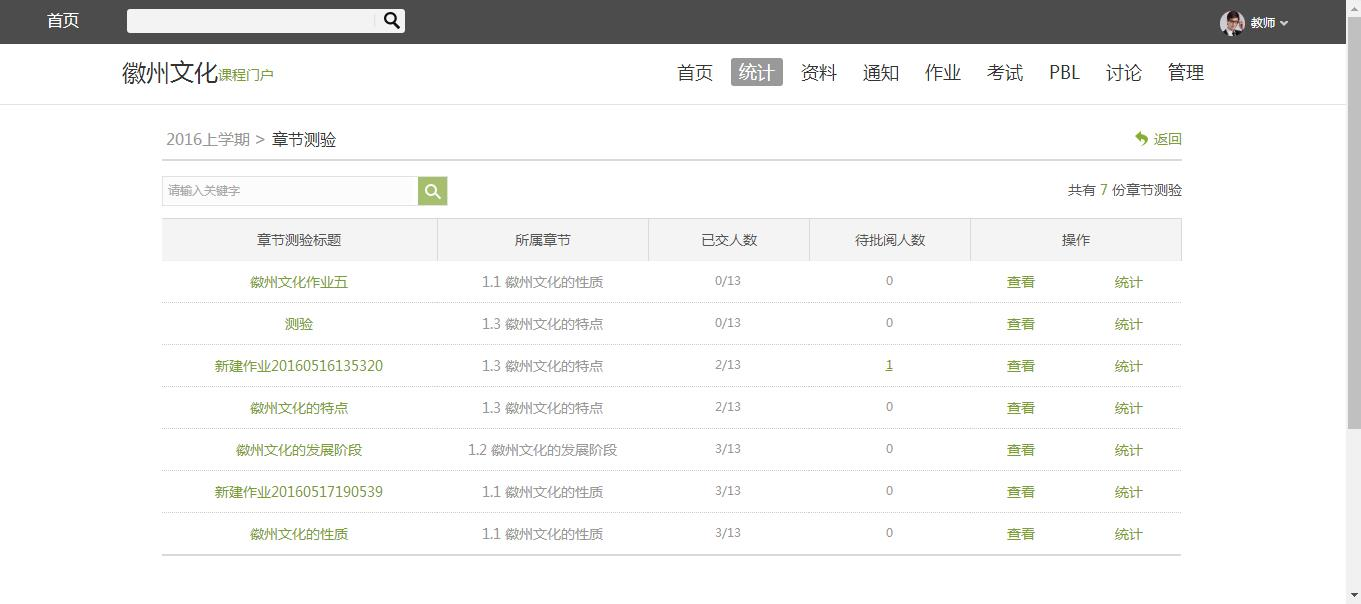 首页 教师
徽州文化课程门户 首页 统计 资料 通知 作业 考试 PBL 讨论 管理
2016上学期 > 章节测验 返回
请输入关键字 共有 7 份章节测验
章节测验标题 所属章节 已交人数 待批阅人数 操作
徽州文化作业五 1.1 徽州文化的性质 0/13 0 查看 统计
测验 1.3 徽州文化的特点 0/13 0 查看 统计
新建作业20160516135320 1.3 徽州文化的特点 2/13 1 查看 统计
徽州文化的特点 1.3 徽州文化的特点 2/13 0 查看 统计
徽州文化的发展阶段 1.2 徽州文化的发展阶段 3/13 0 查看 统计
新建作业20160517190539 1.1 徽州文化的性质 3/13 0 查看 统计
徽州文化的性质 1.1 徽州文化的性质 3/13 0 查看 统计